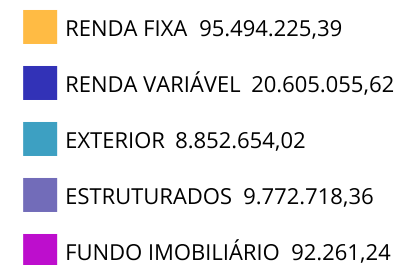 RENDA FIXA 95.494.225,39
RENDA VARIÁVEL 20.605.055,62
EXTERIOR 8.852.654,02
ESTRUTURADOS 9.772.718,36
FUNDO IMOBILIÁRIO 92.261,24